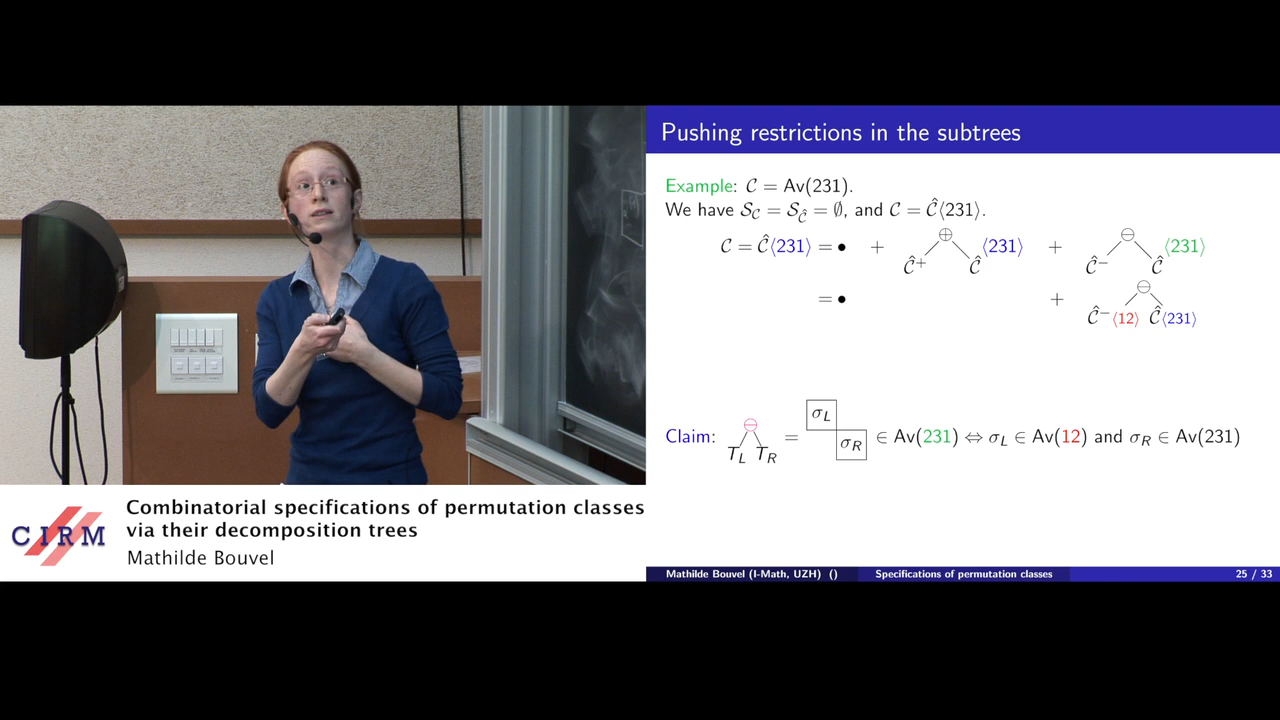 Pushing restrictions in the subtrees
Example: 𝒞 = Av(231).
We have 𝒮_𝒞 = 𝒮_𝒞̂ = ∅, and 𝒞 = 𝒞̂⟨231⟩.
𝒞 = 𝒞̂⟨231⟩ = • + ⊕ 𝒞̂⁺ 𝒞̂ ⟨231⟩ + ⊖ 𝒞̂⁻ 𝒞̂ ⟨231⟩
= • + ⊖ 𝒞̂⁻⟨12⟩ 𝒞̂⟨231⟩
Claim: ⊖ T_L T_R = σ_L σ_R ∈ Av(231) ⇔ σ_L ∈ Av(12) and σ_R ∈ Av(231)
CIRM
Combinatorial specifications of permutation classes
via their decomposition trees
Mathilde Bouvel
Mathilde Bouvel (I-Math, UZH) () Specifications of permutation classes 25 / 33